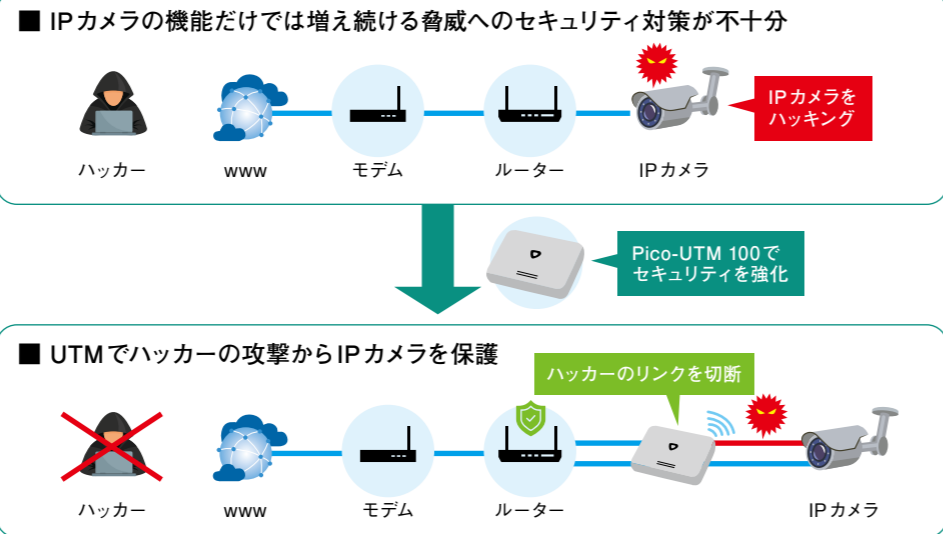 ■ IPカメラの機能だけでは増え続ける脅威へのセキュリティ対策が不十分
IPカメラを
ハッキング
ハッカー
www
モデム
ルーター
IPカメラ
Pico-UTM 100で
セキュリティを強化
■ UTMでハッカーの攻撃からIPカメラを保護
ハッカーのリンクを切断
ハッカー
www
モデム
ルーター
IPカメラ